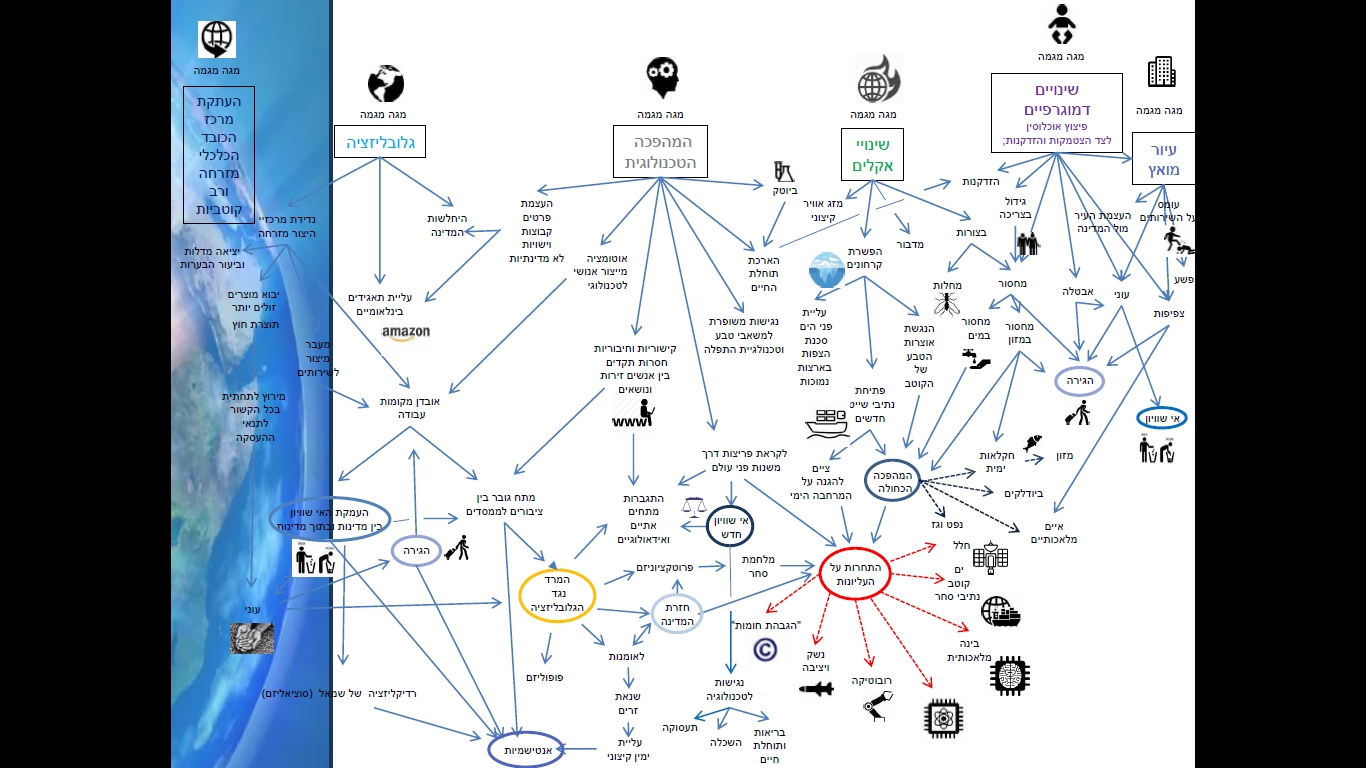 מגה מגמה
שינויים
דמוגרפיים
פיצוץ אוכלוסין
לצד הצטמקות והזדקנות;
מגה מגמה
עיור
מואץ
מגה מגמה
שינויי
אקלים
מגה מגמה
המהפכה
הטכנולוגית
מגה מגמה
גלובליזציה
מגה מגמה
העתקת
מרכז
הכובד
הכלכלי
מזרחה
ורב
קוטביות
עומס
על השירותים
פשע
צפיפות
העצמת העיר
מול המדינה
עוני
אבטלה
גידול
בצריכה
הזדקנות
מחסור
מחסור
במזון
מחסור
במים
הגירה
אי שוויון
בצורות
מחלות
מדבור
מזג אוויר
קיצוני
הפשרת
קרחונים
עליית
פני הים
סכנת
הצפות
בארצות
נמוכות
הנגשת
אוצרות
הטבע
של
הקוטב
פתיחת
נתיבי שייט
חדשים
ציים
להגנה על
המרחבה הימי
המהפכה
הכחולה
חקלאות
ימית
מזון
ביודלקים
איים
מלאכותיים
נפט וגז
ביוטק
הארכת
תוחלת
החיים
נגישות משופרת
למשאבי טבע
וטכנולוגיית התפלה
העצמת
פרטים
קבוצות
וישויות
לא מדינתיות
אוטומציה
מייצור אנושי
לטכנולוגי
קישוריות וחיבוריות
חסרות תקדים
בין אנשים זירות
ונושאים
www
לקראת פריצות דרך
משנות פני עולם
אי שוויון
חדש
התגברות
מתחים
אתיים
ואידאולוגיים
היחלשות
המדינה
עליית תאגידים
בינלאומיים
amazon
נדידת מרכזיי
היצור מזרחה
יציאה מדלות
וביעור הבערות
יבוא מוצרים
זולים יותר
תוצרת חוץ
מעבר
מיצור
לשירותים
מירוץ לתחתית
בכל הקשור
לתנאי
ההעסקה
אובדן מקומות
עבודה
העמקת האי שוויון
בין מדינות ובתוך מדינות
הגירה
מתח גובר בין
ציבורים לממסדים
עוני
המרד
נגד
הגלובליזציה
פרוטקציוניזם
מלחמת
סחר
חזרת
המדינה
לאומנות
פופוליזם
שנאת
זרים
עליית
ימין קיצוני
אנטישמיות
רדיקליזציה של שמאל (סוציאליזם)
התחרות על
העליונות
חלל
ים
קוטב
נתיבי סחר
בינה
מלאכותית
רובוטיקה
נשק
ויציבה
"הגבהת חומות"
©
נגישות
לטכנולוגיה
תעסוקה
השכלה
בריאות
ותוחלת
חיים